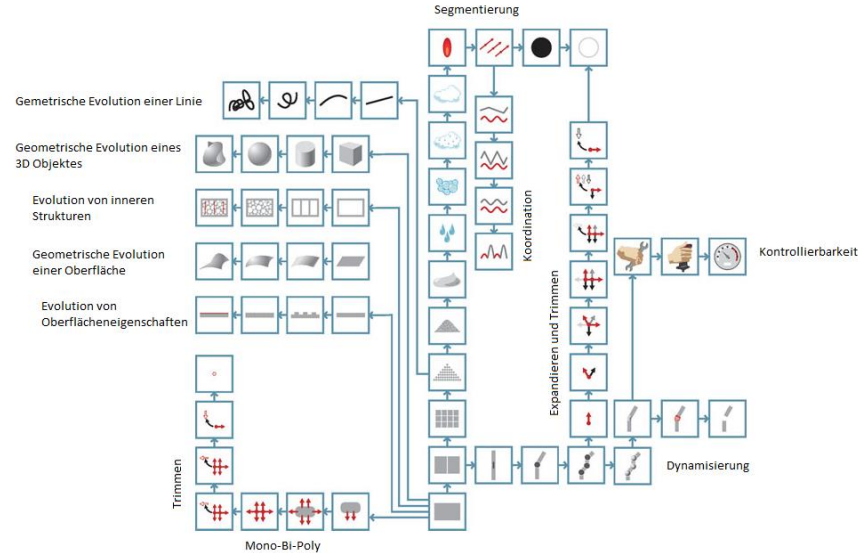 Segmentierung
Gemetrische Evolution einer Linie
Geometrische Evolution eines
3D Objektes
Evolution von inneren
Strukturen
Koordination
Geometrische Evolution
einer Oberfläche
Kontrollierbarkeit
Evolution von
Oberflächeneigenschaften
Expandieren und Trimmen
Trimmen
Dynamisierung
Mono-Bi-Poly